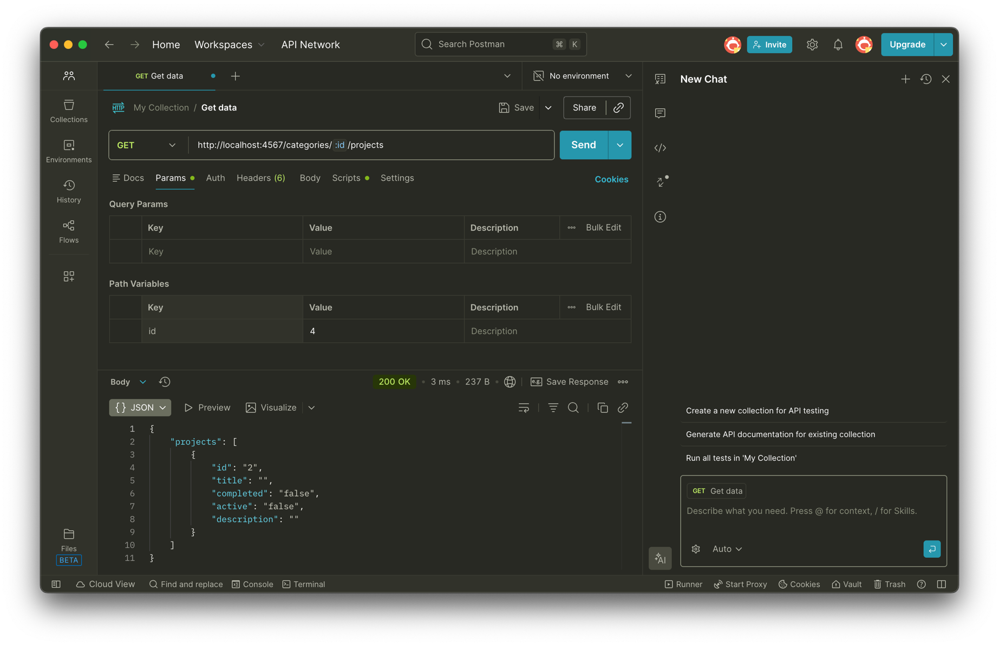 Home Workspaces API Network Search Postman ⌘ K Invite Upgrade
GET Get data No environment
New Chat
HTTP My Collection / Get data Save Share
Collections
Environments
History
Flows
Files
BETA
GET http://localhost:4567/categories/:id/projects Send
Docs Params Auth Headers (6) Body Scripts Settings Cookies
Query Params
Key Value Description Bulk Edit
Key Value Description
Path Variables
Key Value Description Bulk Edit
id 4 Description
Body 200 OK • 3 ms • 237 B • e.g. Save Response
{} JSON Preview Visualize
1 {
2 "projects": [
3 {
4 "id": "2",
5 "title": "",
6 "completed": "false",
7 "active": "false",
8 "description": ""
9 }
10 ]
11 }
Create a new collection for API testing
Generate API documentation for existing collection
Run all tests in 'My Collection'
GET Get data
Describe what you need. Press @ for context, / for Skills.
Auto
AI
Cloud View Find and replace Console Terminal Runner Start Proxy Cookies Vault Trash